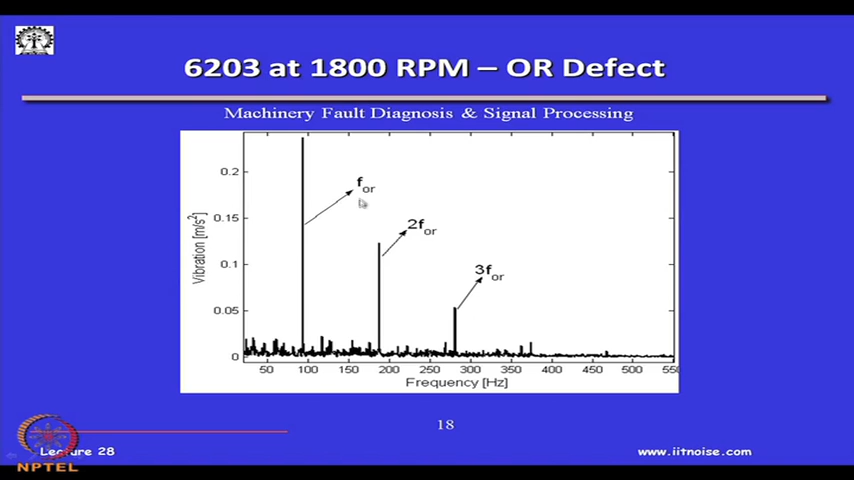 6203 at 1800 RPM – OR Defect
Machinery Fault Diagnosis & Signal Processing
0.2
0.15
0.1
0.05
0
Vibration [m/s²]
f_or
2f_or
3f_or
50 100 150 200 250 300 350 400 450 500 550
Frequency [Hz]
18
Lecture 28
www.iitnoise.com
NPTEL